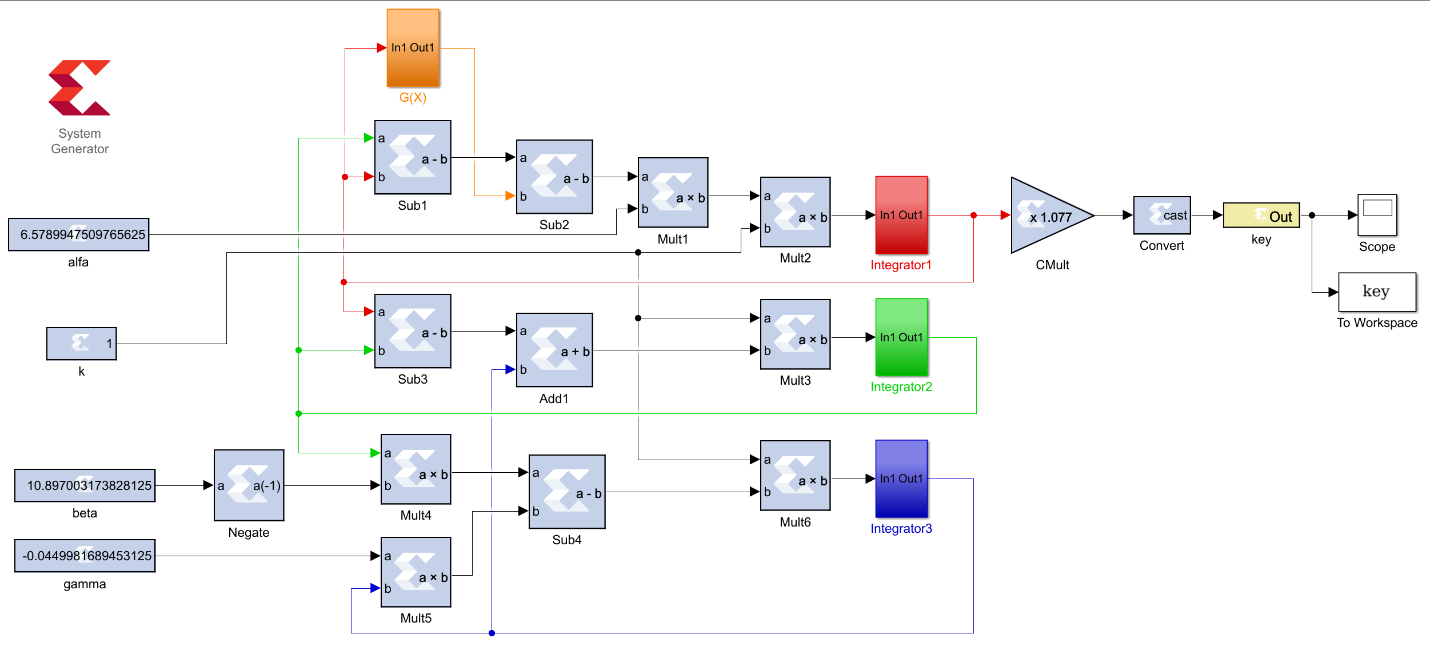 In1 Out1
G(X)
System
Generator
a
b
a - b
Sub1
a
b
a - b
Sub2
a
b
a × b
Mult1
a
b
a × b
Mult2
In1 Out1
Integrator1
x 1.077
CMult
cast
Convert
Out
key
Scope
key
To Workspace
6.5789947509765625
alfa
1
k
a
b
a - b
Sub3
a
b
a + b
Add1
a
b
a × b
Mult3
In1 Out1
Integrator2
10.897003173828125
beta
a
a(-1)
Negate
a
b
a × b
Mult4
a
b
a - b
Sub4
a
b
a × b
Mult6
In1 Out1
Integrator3
-0.0449981689453125
gamma
a
b
a × b
Mult5